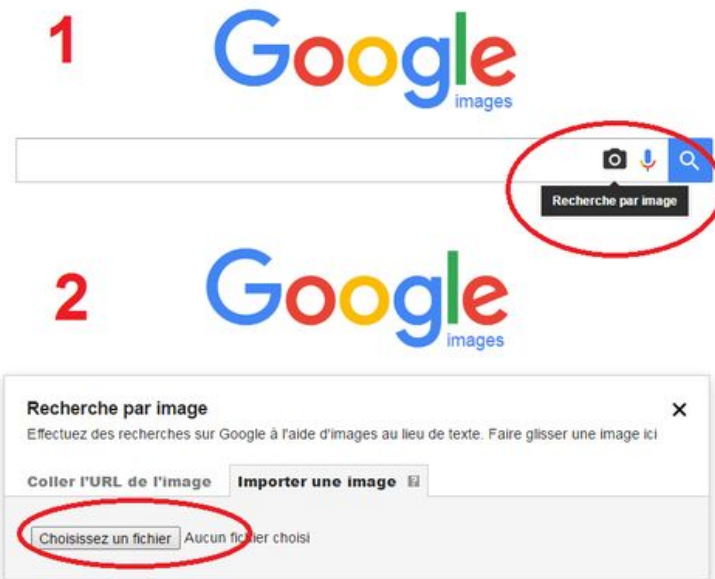 1
Google
images
Recherche par image
2
Google
images
Recherche par image
Effectuez des recherches sur Google à l'aide d'images au lieu de texte. Faire glisser une image ici
Coller l'URL de l'image Importer une image ?
Choisissez un fichier Aucun fichier choisi